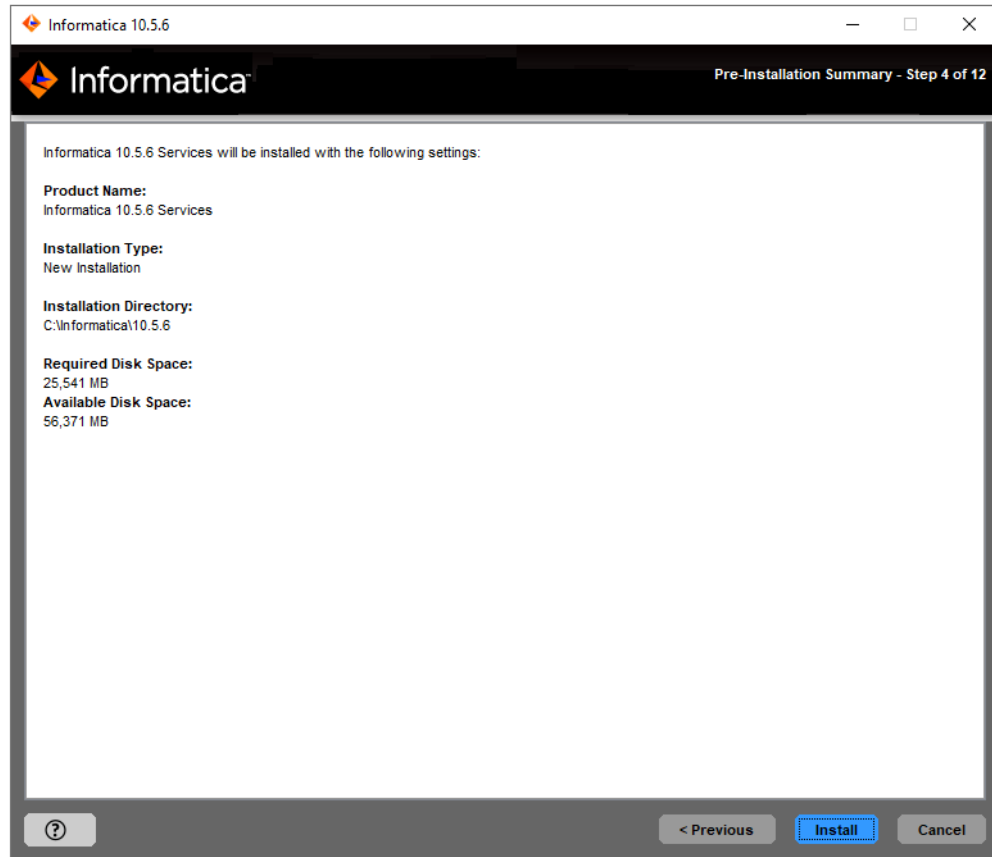 Informatica 10.5.6
Informatica
Pre-Installation Summary - Step 4 of 12
Informatica 10.5.6 Services will be installed with the following settings:
Product Name:
Informatica 10.5.6 Services
Installation Type:
New Installation
Installation Directory:
C:\Informatica\10.5.6
Required Disk Space:
25,541 MB
Available Disk Space:
56,371 MB
?
< Previous
Install
Cancel